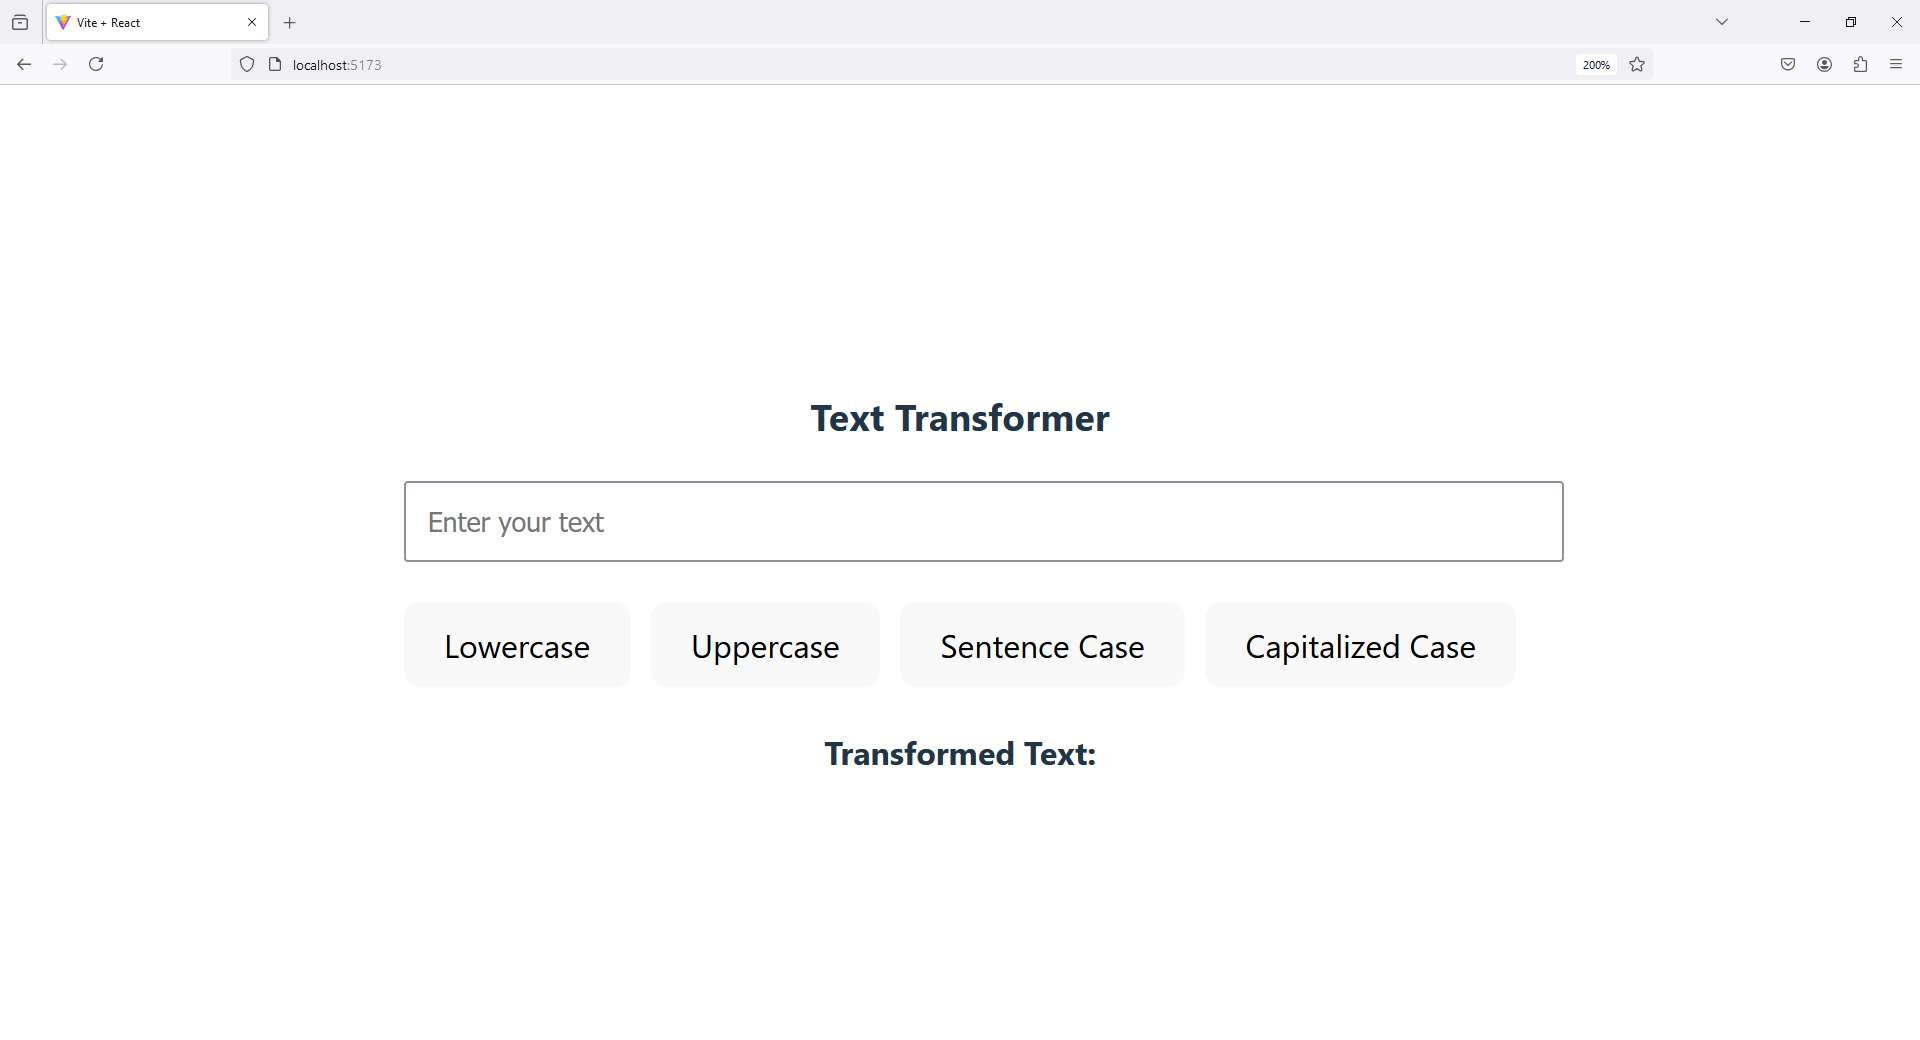 Vite + React
localhost:5173
200%
Text Transformer
Enter your text
Lowercase Uppercase Sentence Case Capitalized Case
Transformed Text: